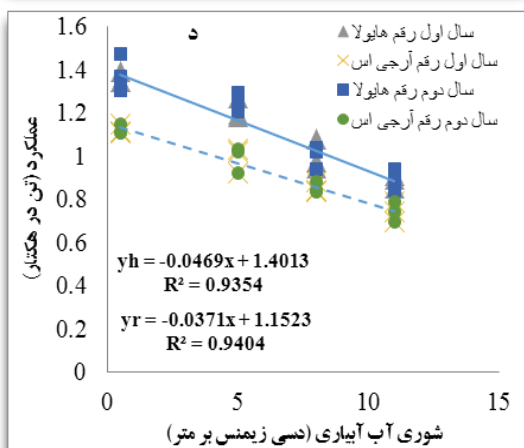 د
سال اول رقم هایولا
سال اول رقم آرجی اس
سال دوم رقم هایولا
سال دوم رقم آرجی اس
عملکرد (تن در هکتار)
1.6
1.4
1.2
1
0.8
0.6
0.4
0.2
0
yh = -0.0469x + 1.4013
R² = 0.9354
yr = -0.0371x + 1.1523
R² = 0.9404
0 5 10 15
شوری آب آبیاری (دسی زیمنس بر متر)